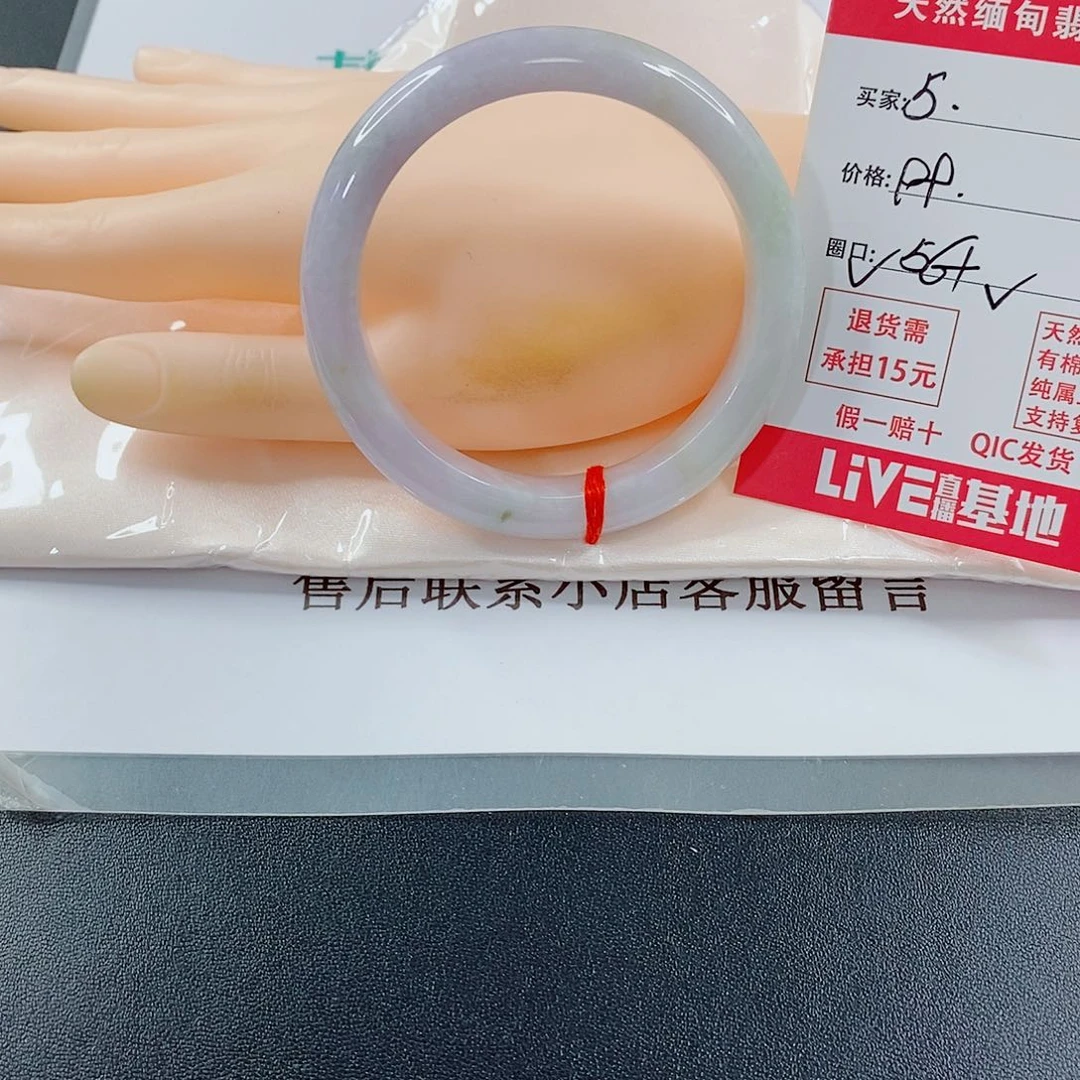 天然缅甸翡
买家:5.
价格:PP.
圈口:✓56+✓
退货需
承担15元
天然
有棉
纯属
支持复
假一赔十
QIC发货
LiVE直播基地
售后联系小店客服留言